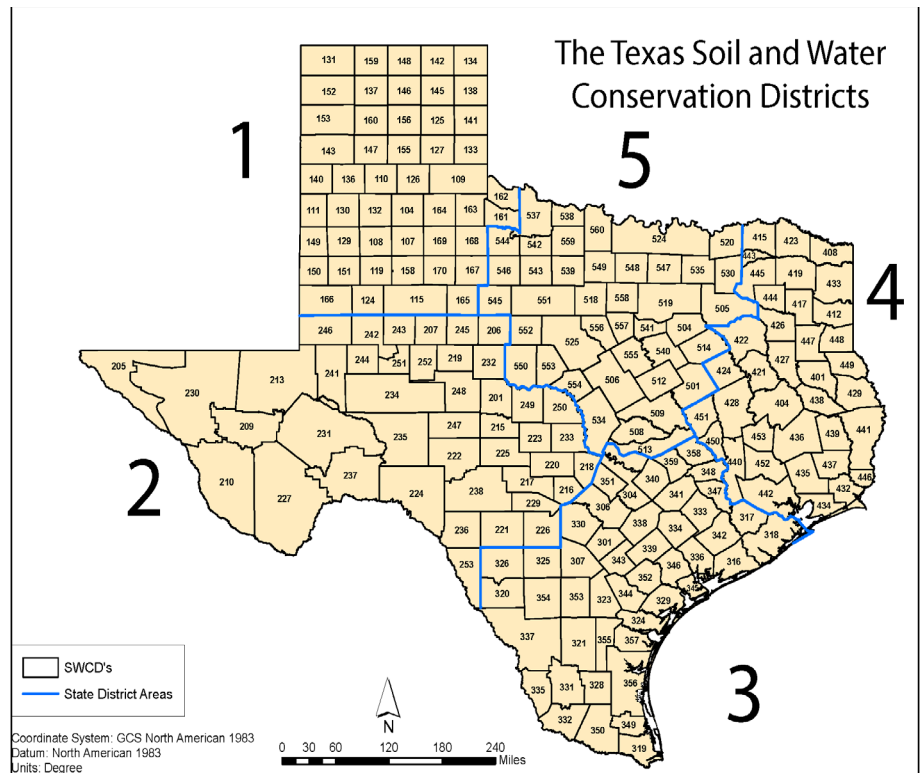 The Texas Soil and Water
Conservation Districts
1
5
4
2
3
131 159 148 142 134
152 137 146 145 138
153 160 156 125 141
143 147 155 127 133
140 136 110 126 109
162
111 130 132 104 164 163 161 537 538
560 524 520 415 423 408
149 129 108 107 169 168 544 542 559
443
150 151 119 158 170 167 546 543 539 549 548 547 535 530 445 419 433
166 124 115 165 545 551 518 558 519 505 444 417 412
246 242 243 207 245 206 552 525 556 557 541 504 514 422 426 447 448
205 230 213 241 244 251 252 219 232 550 553 555 540 424 421 427 449
234 248 201 249 250 554 506 512 501 428 404 401 438 429
209 231 235 247 215 223 233 534 509 508 451 450 453 436 439 441
513
222 225 220 218 351 340 359 358 440 452 435 437 446
210 227 237 224 238 217 216 229 306 304 341 348 347 442 434 432
236 221 226 330 301 338 334 333 317 318
253 326 325 307 343 339 342 316
346 336
320 354 353 323 344 352 329 345
324
337 321 355 357
335 331 328 356
332 350 349
319
SWCD's
State District Areas
N
Coordinate System: GCS North American 1983
Datum: North American 1983
Units: Degree
0 30 60 120 180 240
Miles